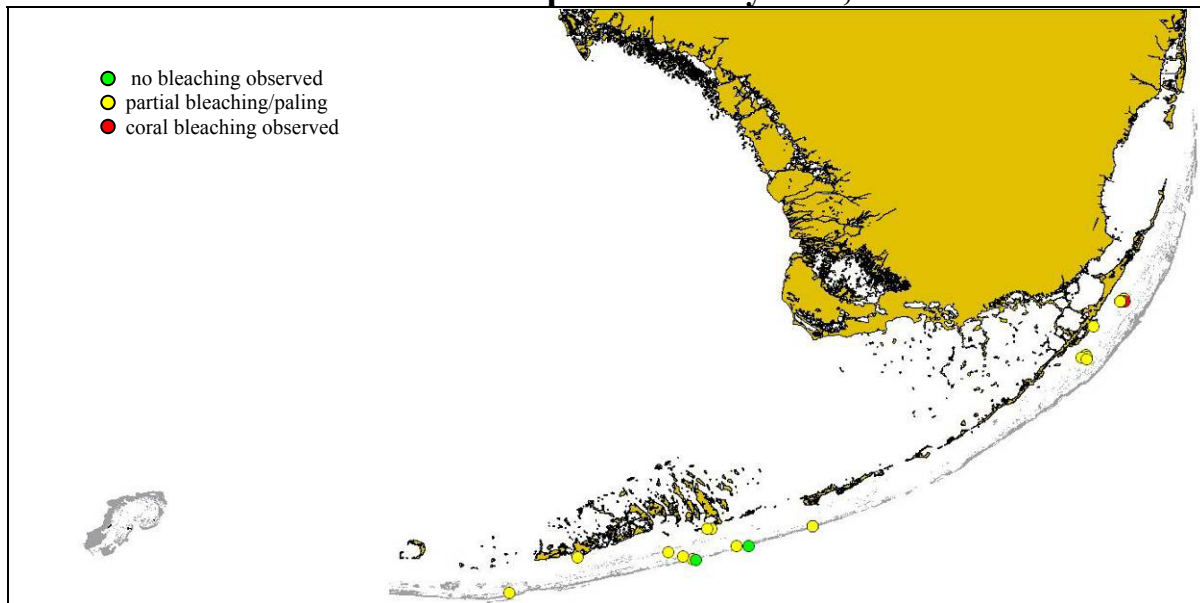 no bleaching observed
partial bleaching/paling
coral bleaching observed